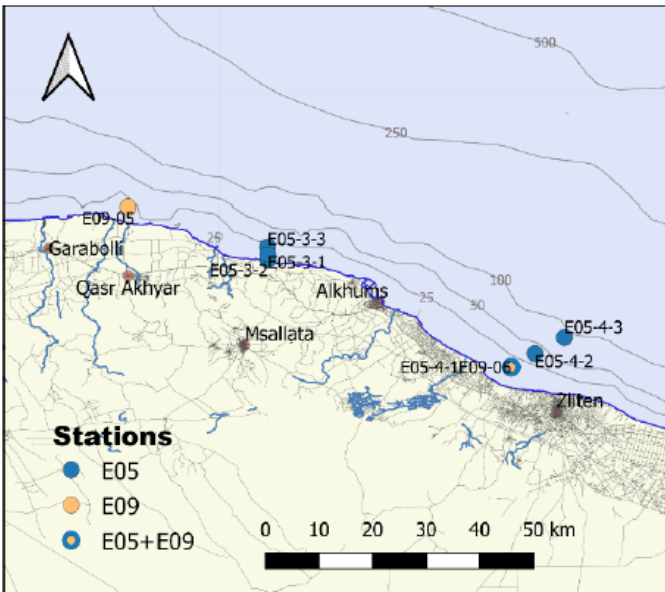 500
250
E09-05
25
E05-3-3
Garabolli
E05-3-2
E05-3-1
Qasr Akhyar
Alkhums
25
50
100
Msallata
E05-4-3
E05-4-2
E05-4-1E09-06
Zliten
Stations
E05
E09
E05+E09
0 10 20 30 40 50 km